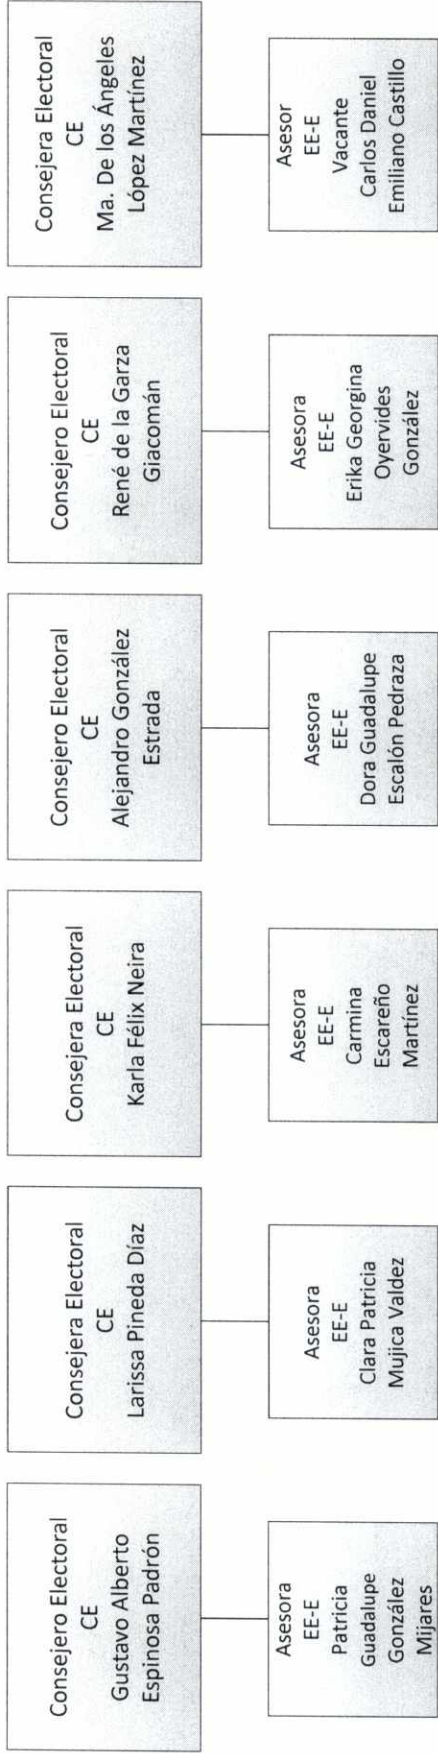 Consejero Electoral
CE
Gustavo Alberto
Espinosa Padrón
Asesora
EE-E
Patricia
Guadalupe
González
Mijares
Consejera Electoral
CE
Larissa Pineda Díaz
Asesora
EE-E
Clara Patricia
Mujica Valdez
Consejera Electoral
CE
Karla Félix Neira
Asesora
EE-E
Carmina
Escareño
Martínez
Consejero Electoral
CE
Alejandro González
Estrada
Asesora
EE-E
Dora Guadalupe
Escalón Pedraza
Consejero Electoral
CE
René de la Garza
Giacomán
Asesora
EE-E
Erika Georgina
Oyervides
González
Consejera Electoral
CE
Ma. De los Ángeles
López Martínez
Asesor
EE-E
Vacante
Carlos Daniel
Emiliano Castillo